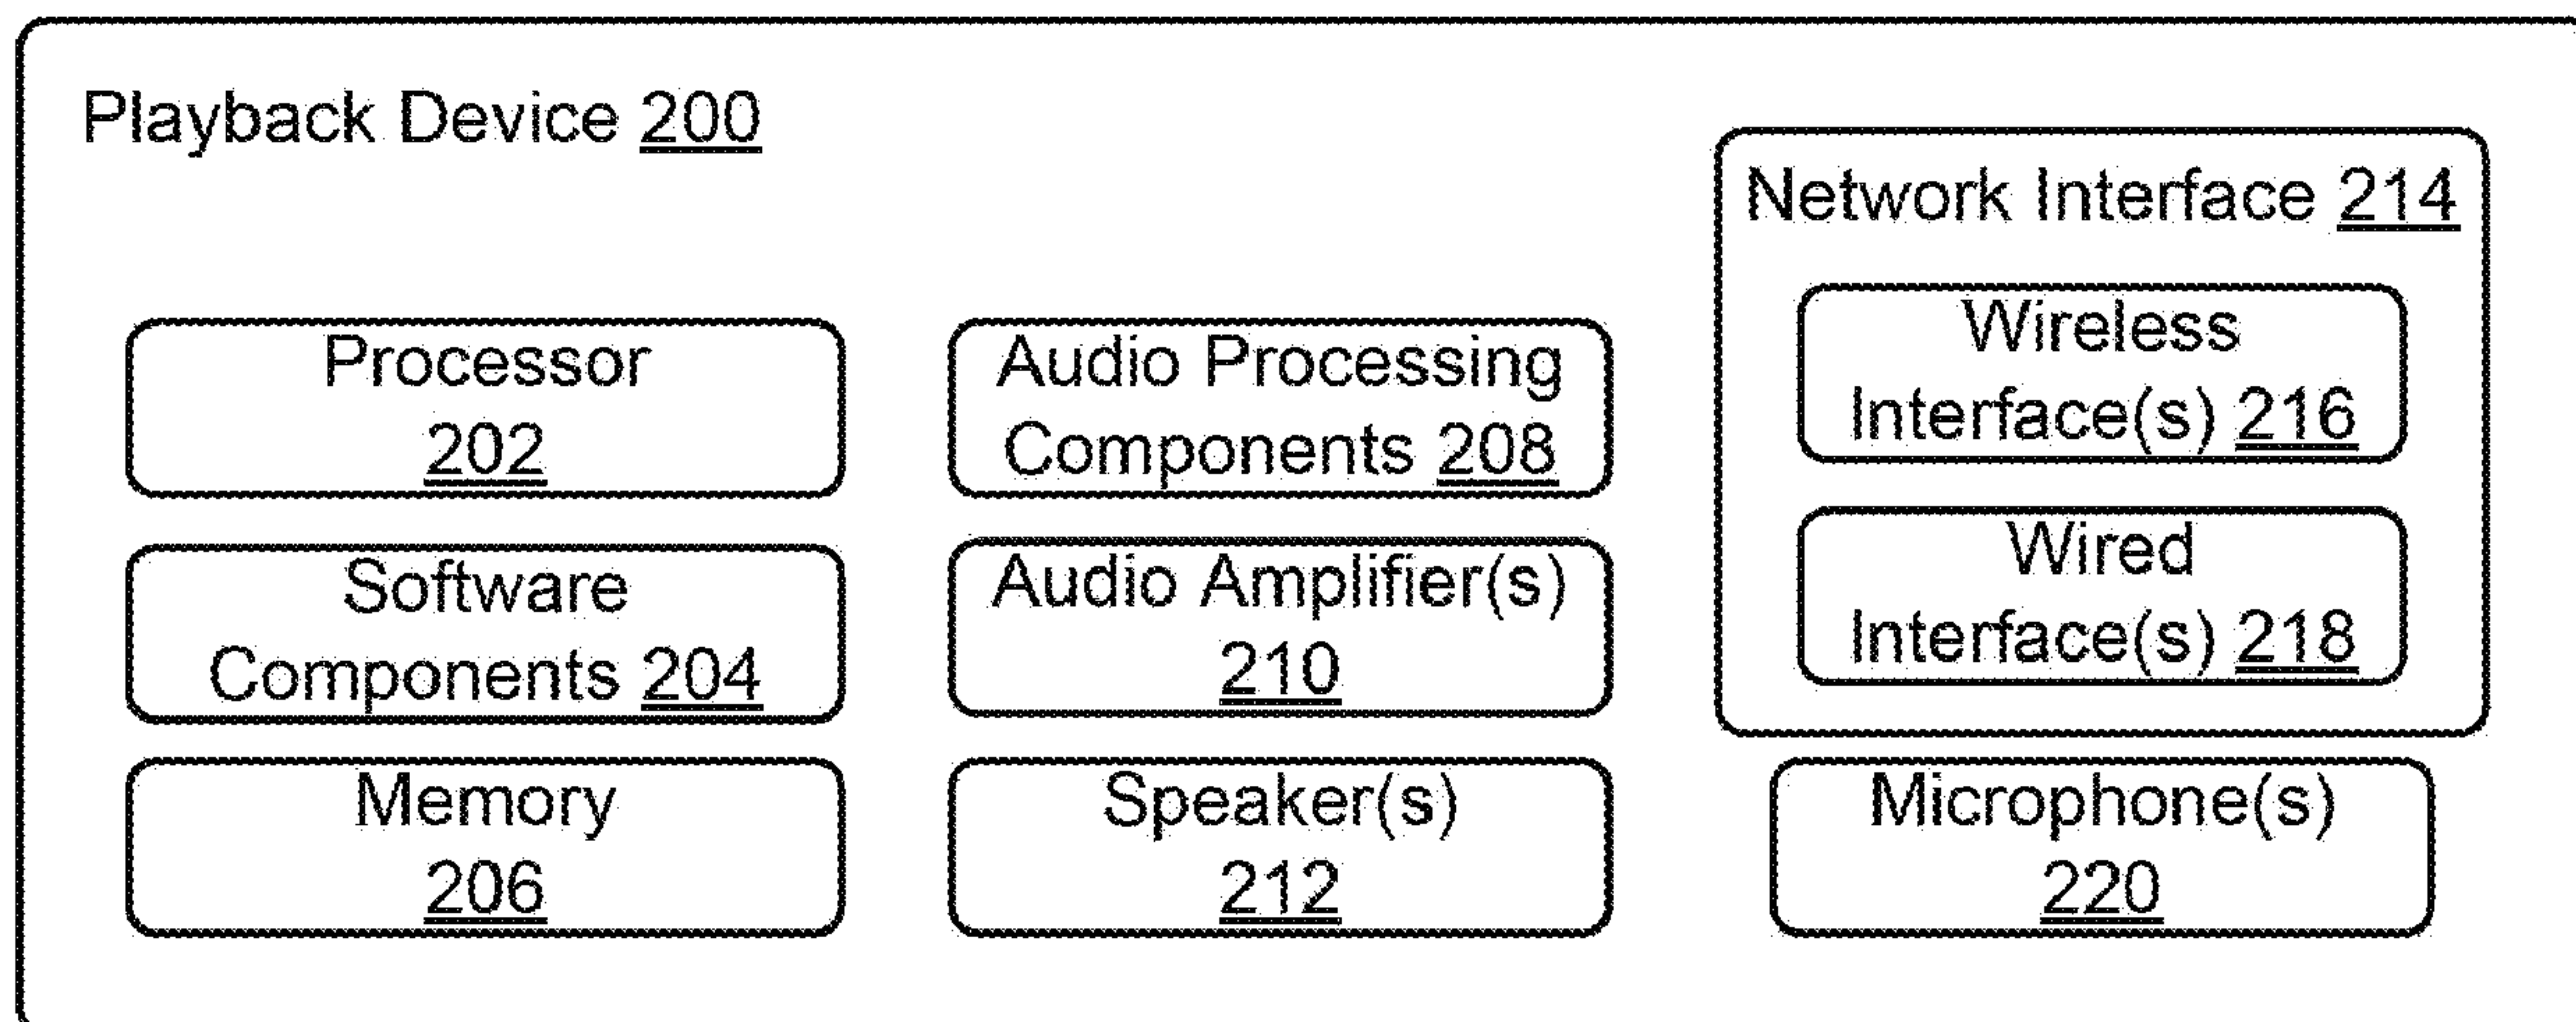 Playback Device 200
Processor
202
Software
Components 204
Memory
206
Audio Processing
Components 208
Audio Amplifier(s)
210
Speaker(s)
212
Network Interface 214
Wireless
Interface(s) 216
Wired
Interface(s) 218
Microphone(s)
220